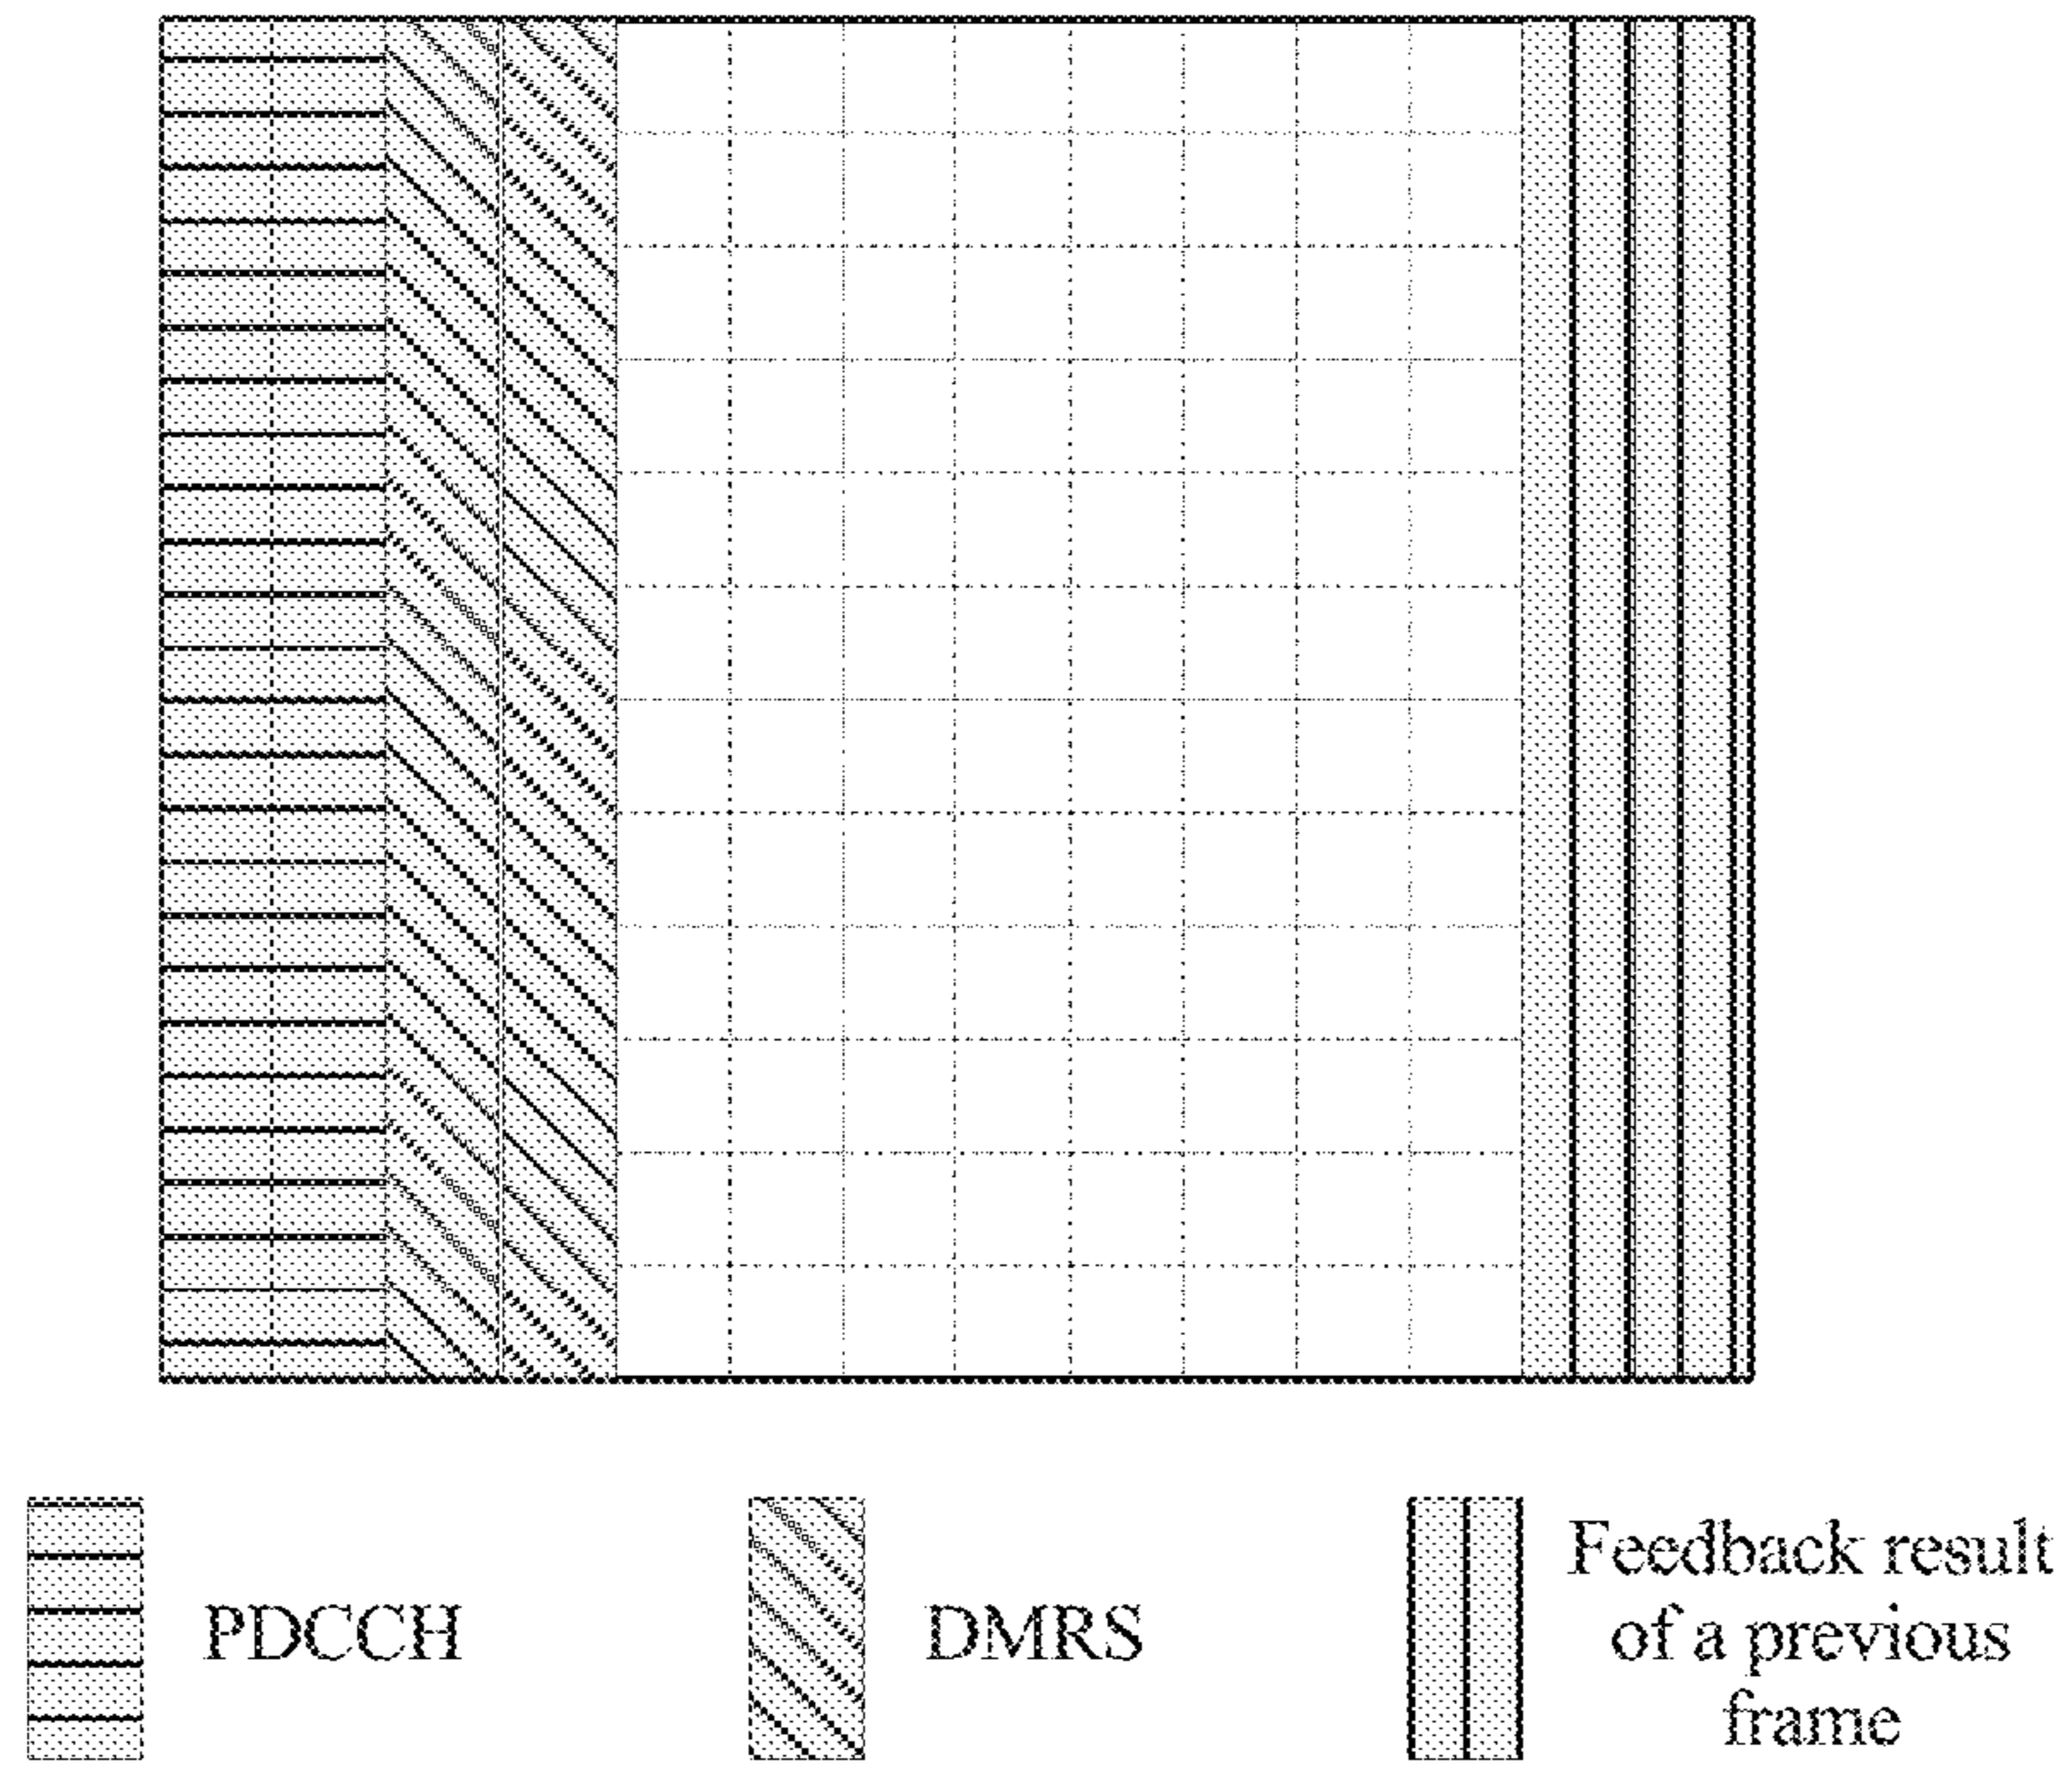 PDCCH
DMRS
Feedback result
of a previous
frame